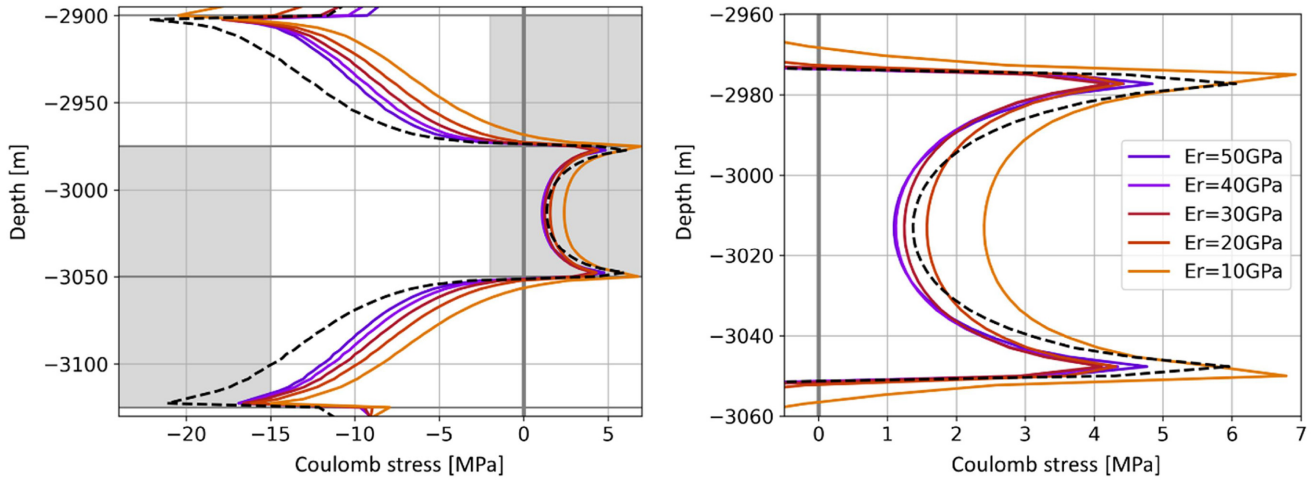 −2900
−2950
−3000
−3050
−3100
Depth [m]
−20
−15
−10
−5
0
5
Coulomb stress [MPa]
−2960
−2980
−3000
−3020
−3040
−3060
Depth [m]
0
1
2
3
4
5
6
7
Coulomb stress [MPa]
Er=50GPa
Er=40GPa
Er=30GPa
Er=20GPa
Er=10GPa